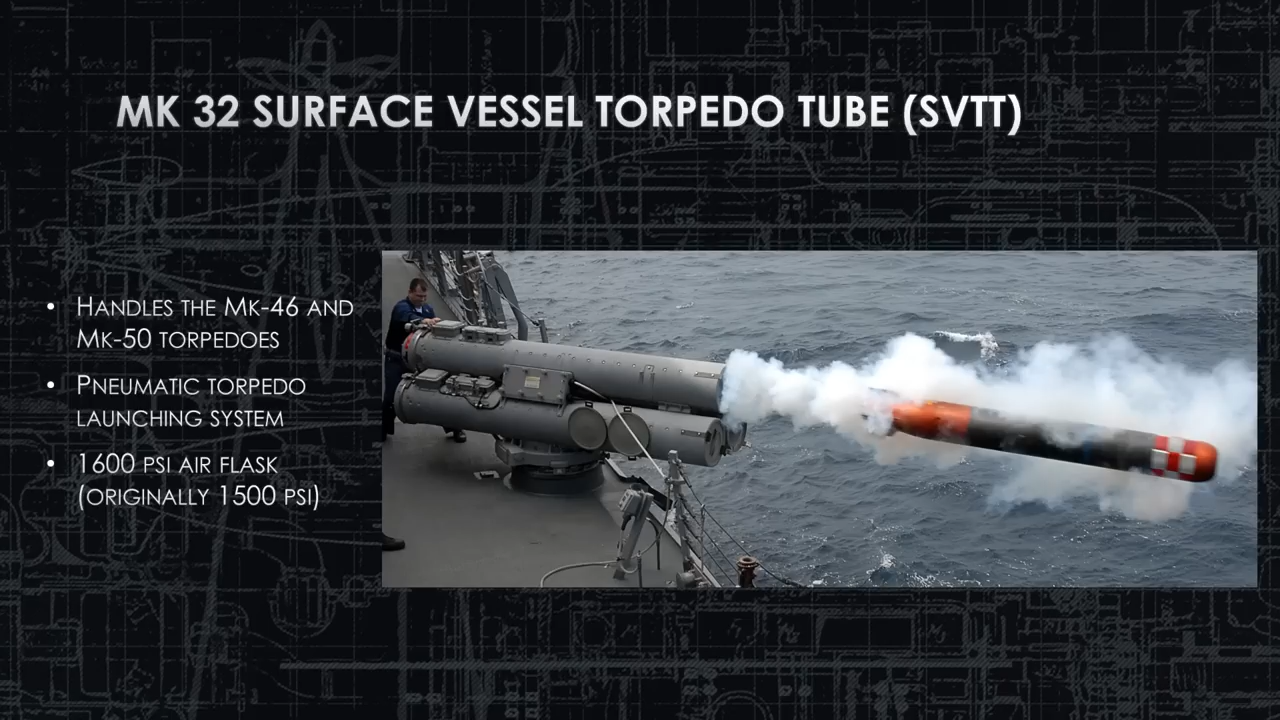 MK 32 SURFACE VESSEL TORPEDO TUBE (SVTT)
• HANDLES THE MK-46 AND
MK-50 TORPEDOES
• PNEUMATIC TORPEDO
LAUNCHING SYSTEM
• 1600 PSI AIR FLASK
(ORIGINALLY 1500 PSI)